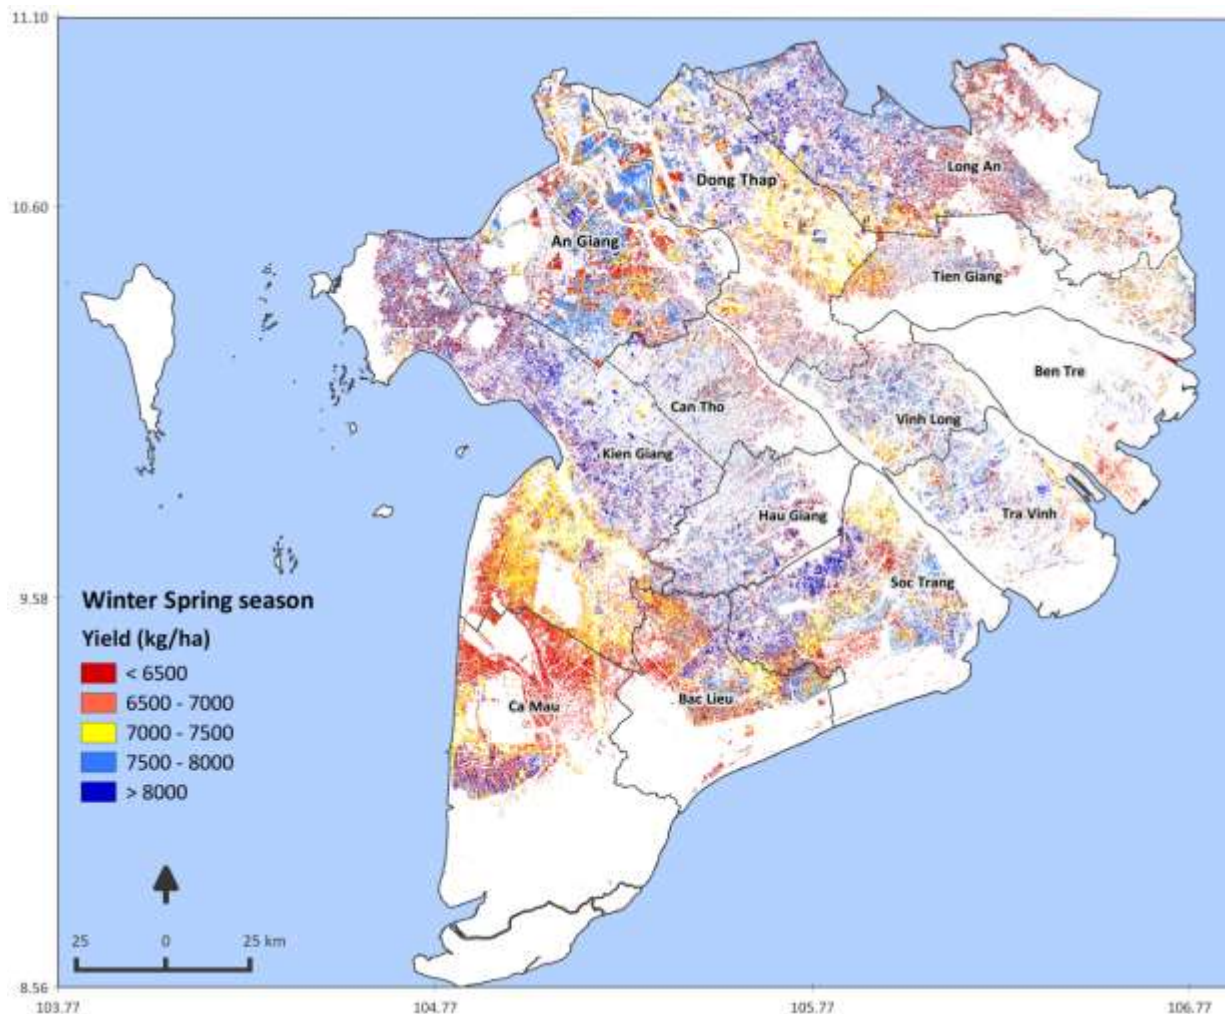 11.10
Long An
Dong Thap
10.60
An Giang
Tien Giang
Ben Tre
Can Tho
Vinh Long
Kien Giang
Hau Giang
Tra Vinh
Soc Trang
9.58
Winter Spring season
Yield (kg/ha)
< 6500
6500 - 7000
Bac Lieu
Ca Mau
7000 - 7500
7500 - 8000
> 8000
25 0 25 km
8.56
103.77 104.77 105.77 106.77